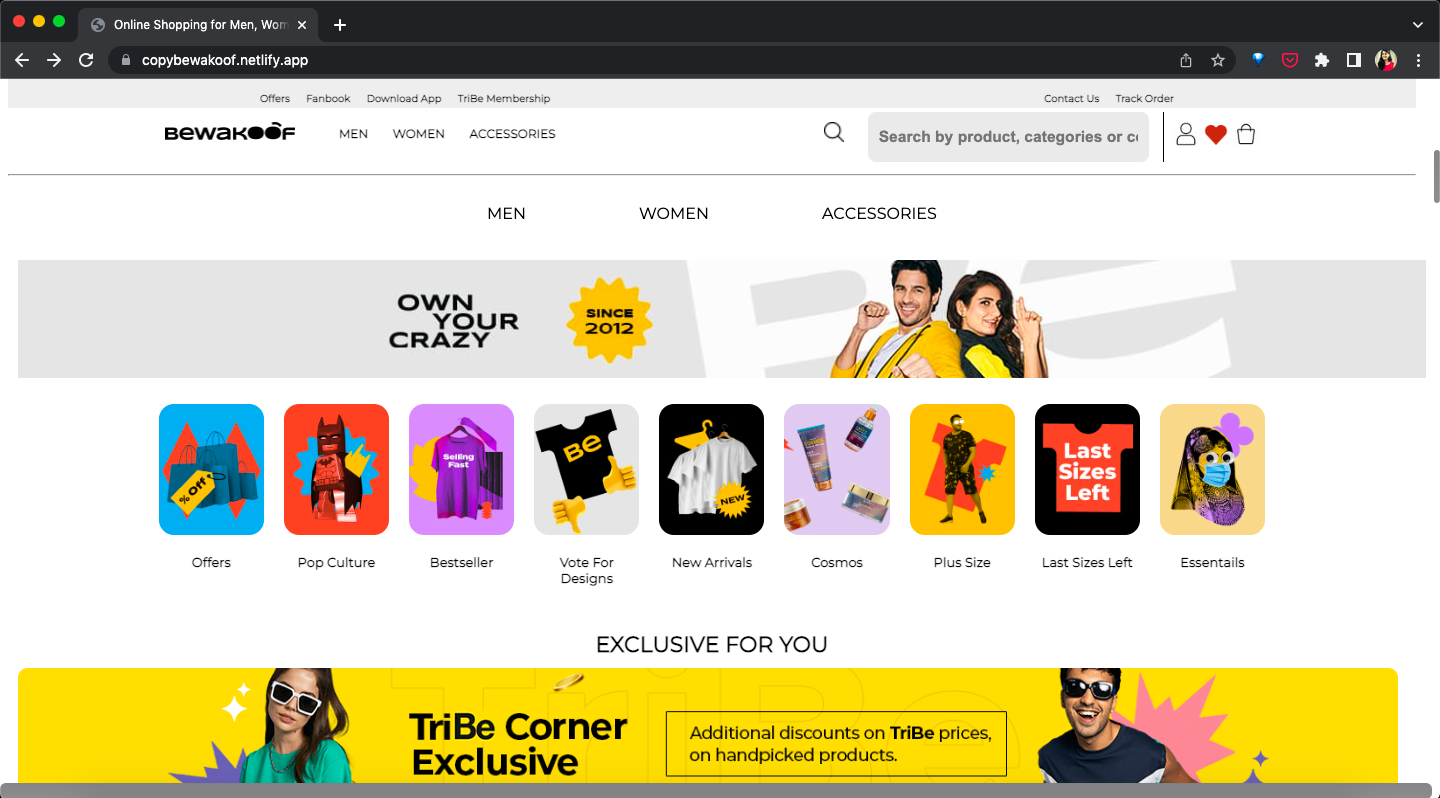 Online Shopping for Men, Wom
copybewakoof.netlify.app
Offers Fanbook Download App TriBe Membership Contact Us Track Order
BEWAKOOF MEN WOMEN ACCESSORIES Search by product, categories or co
MEN WOMEN ACCESSORIES
OWN
YOUR
CRAZY
SINCE
2012
% Off
Selling
Fast
Be
NEW
Last
Sizes
Left
Offers Pop Culture Bestseller Vote For
Designs New Arrivals Cosmos Plus Size Last Sizes Left Essentails
EXCLUSIVE FOR YOU
TriBe
TriBe Corner
Exclusive
Additional discounts on TriBe prices,
on handpicked products.